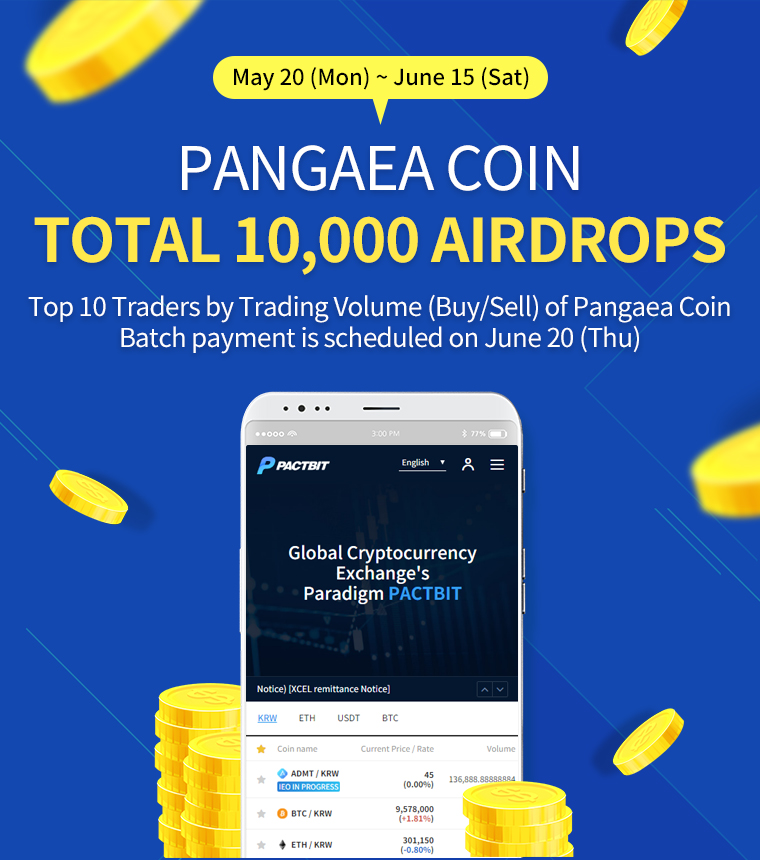 May 20 (Mon) ~ June 15 (Sat)
PANGAEA COIN
TOTAL 10,000 AIRDROPS
Top 10 Traders by Trading Volume (Buy/Sell) of Pangaea Coin
Batch payment is scheduled on June 20 (Thu)
3:00 PM 77%
PACTBIT English
Global Cryptocurrency
Exchange's
Paradigm PACTBIT
Notice) [XCEL remittance Notice]
KRW ETH USDT BTC
Coin name Current Price / Rate Volume
ADMT / KRW 45 136,888.88888884
IEO IN PROGRESS (0.00%)
BTC / KRW 9,578,000
(+1.81%)
ETH / KRW 301,150
(-0.80%)